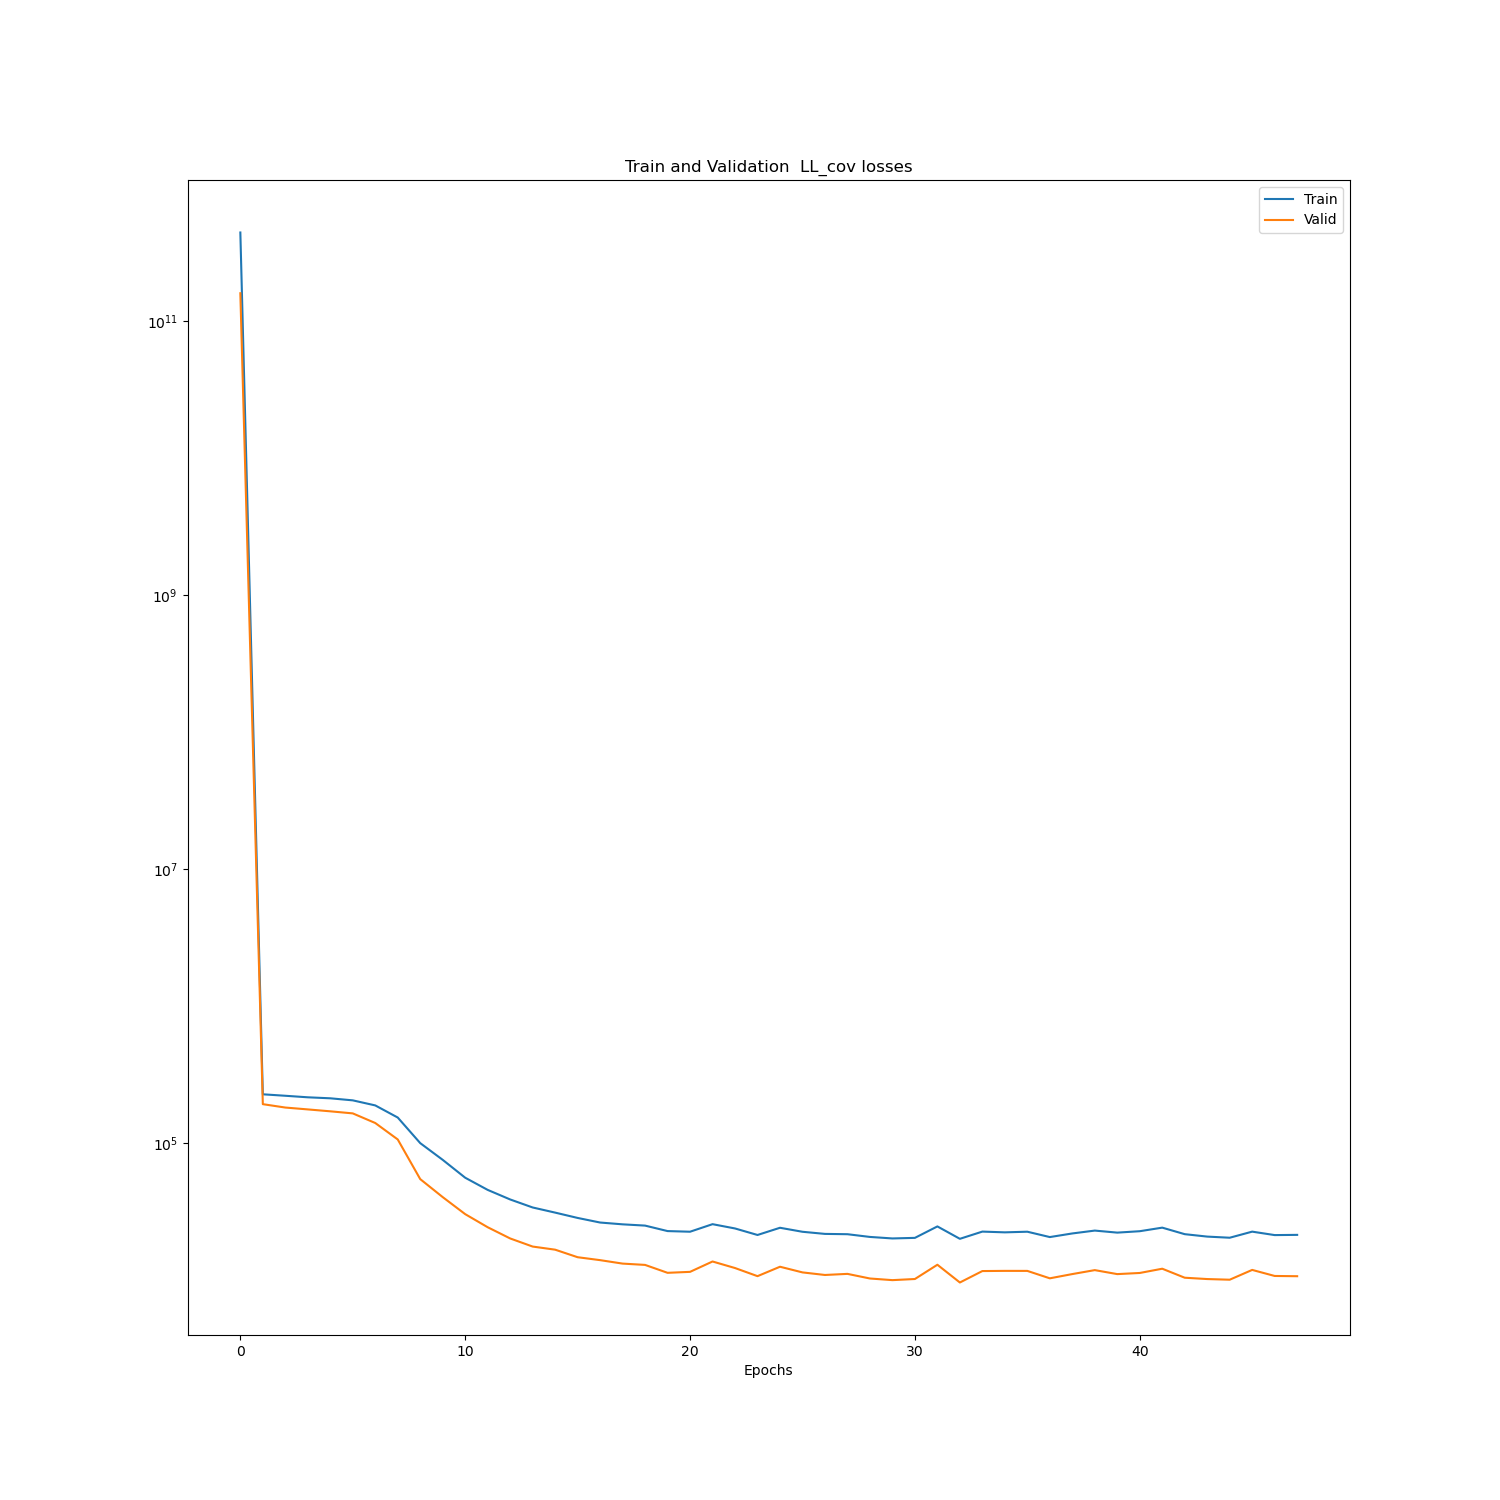 Train and Validation  LL_cov losses
Train
Valid
10¹¹
10⁹
10⁷
10⁵
0 10 20 30 40
Epochs